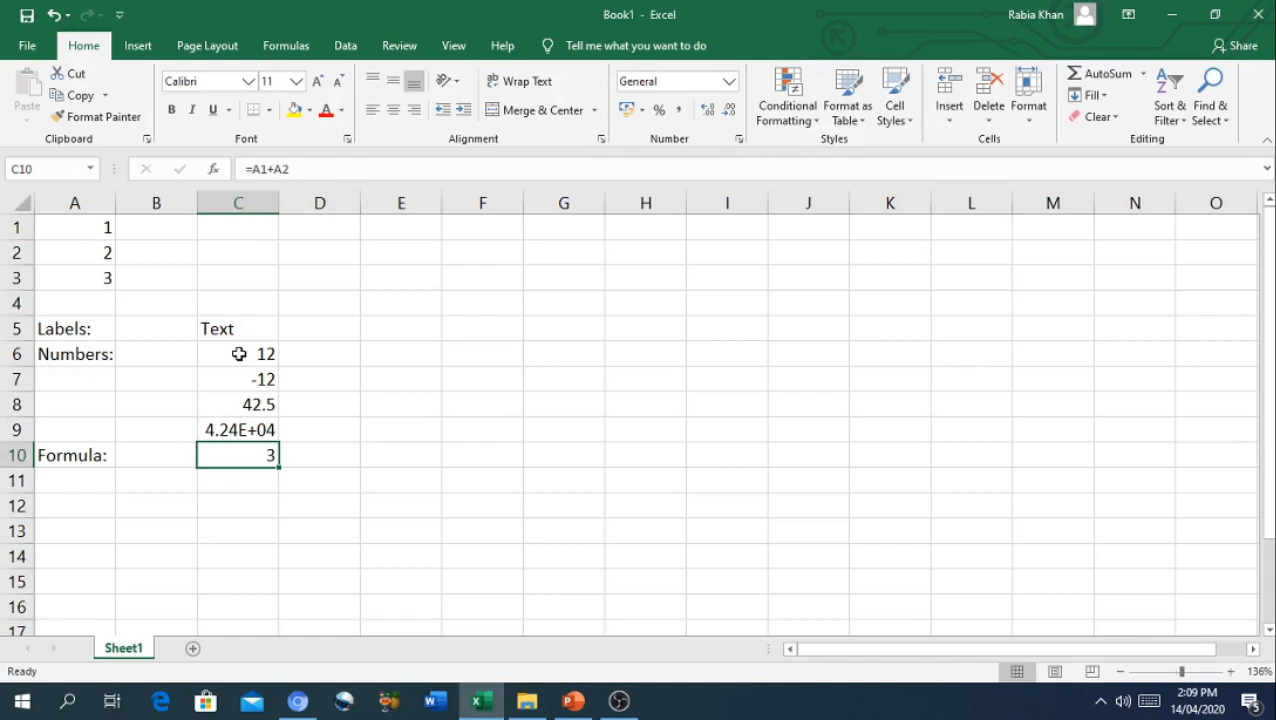 Book1 - Excel
Rabia Khan
File Home Insert Page Layout Formulas Data Review View Help Tell me what you want to do Share
Paste
Cut
Copy
Format Painter
Clipboard
Calibri 11
B I U A
Font
Wrap Text
Merge & Center
Alignment
General
%
Number
Conditional Formatting
Format as Table
Cell Styles
Styles
Insert Delete Format
Cells
AutoSum
Fill
Clear
Sort & Filter
Find & Select
Editing
C10 fx =A1+A2
A B C D E F G H I J K L M N O
1 1
2 2
3 3
4
5 Labels: Text
6 Numbers: 12
7 -12
8 42.5
9 4.24E+04
10 Formula: 3
11
12
13
14
15
16
17
Sheet1
Ready 136%
2:09 PM
14/04/2020
5